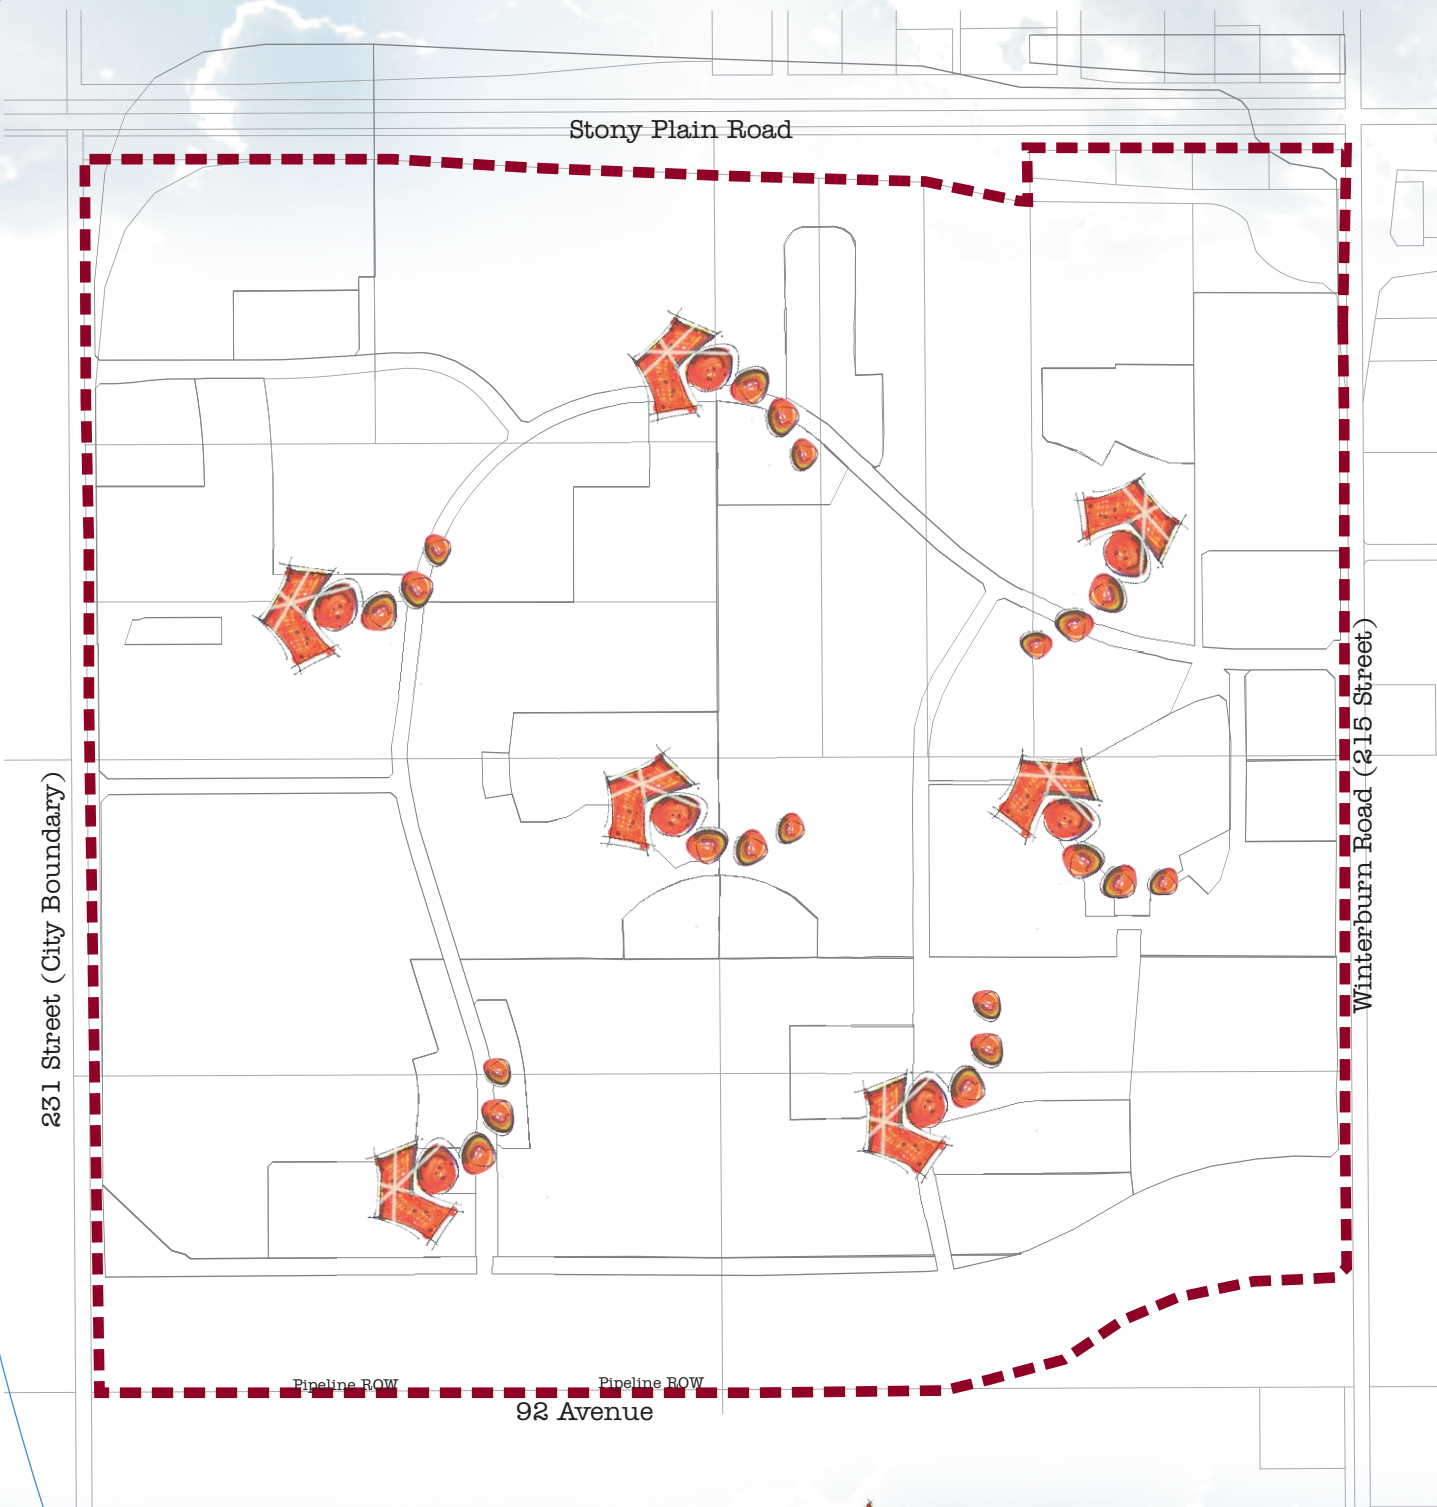 Stony Plain Road
Winterburn Road (215 Street)
231 Street (City Boundary)
Pipeline ROW
Pipeline ROW
92 Avenue